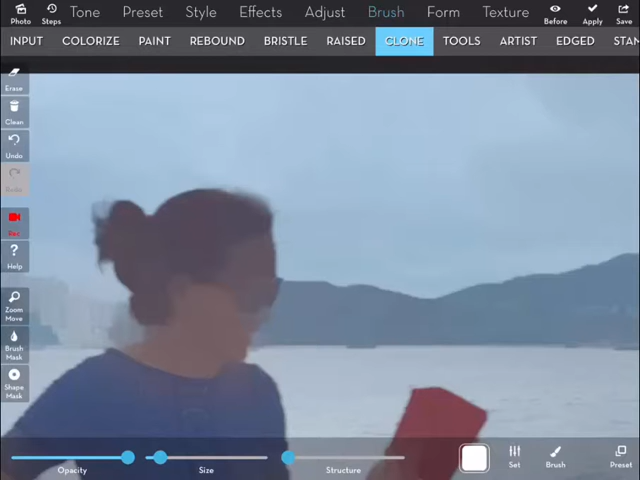 Photo Steps Tone Preset Style Effects Adjust Brush Form Texture Before Apply Save
INPUT COLORIZE PAINT REBOUND BRISTLE RAISED CLONE TOOLS ARTIST EDGED STAM
Erase
Clean
Undo
Redo
Rec
?
Help
Zoom
Move
Brush
Mask
Shape
Mask
Opacity Size Structure Set Brush Preset